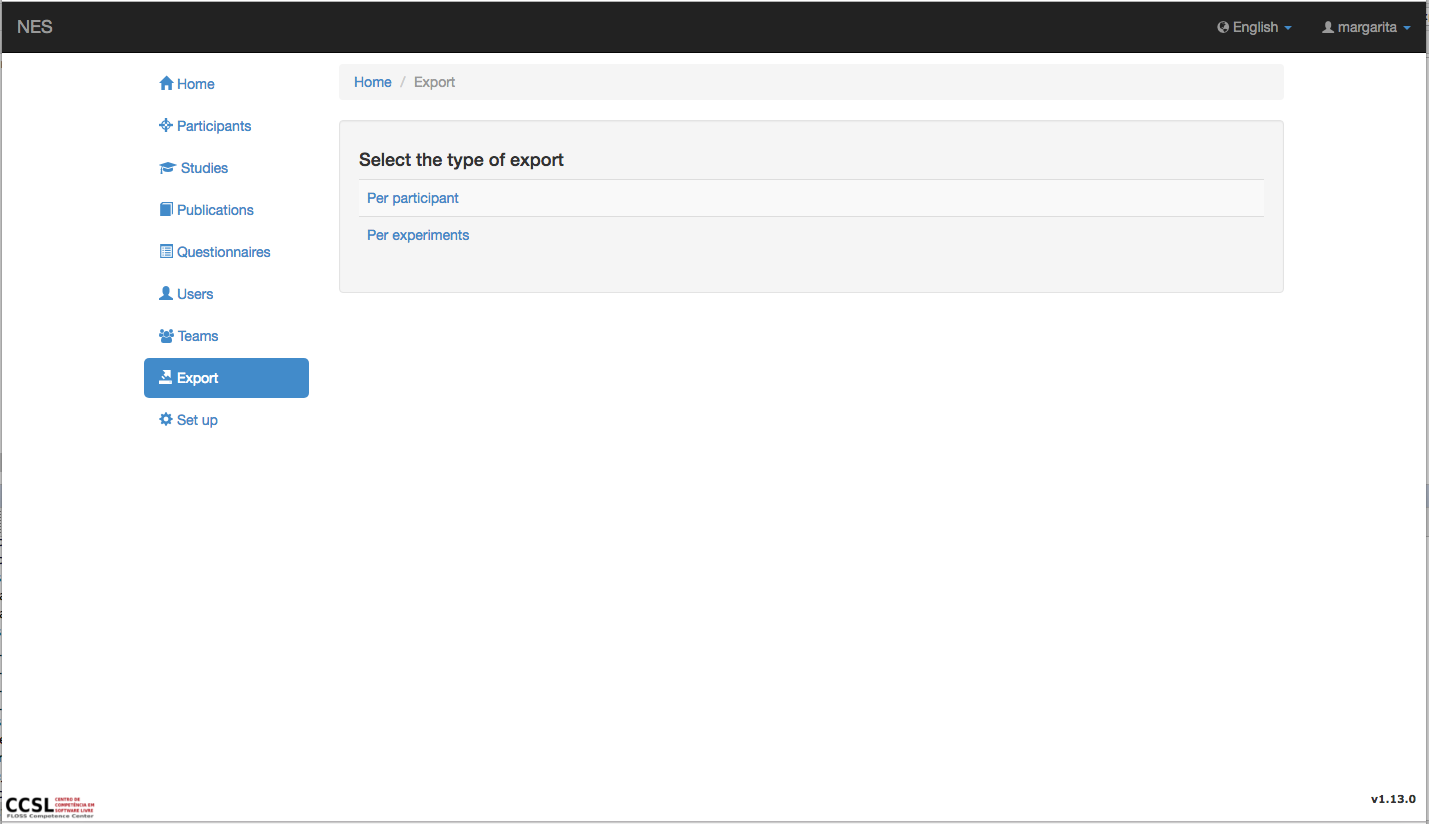 NES
English
margarita
Home
Participants
Studies
Publications
Questionnaires
Users
Teams
Export
Set up
Home / Export
Select the type of export
Per participant
Per experiments
CCSL
CENTRO DE
COMPETÊNCIA EM
SOFTWARE LIVRE
FLOSS Competence Center
v1.13.0